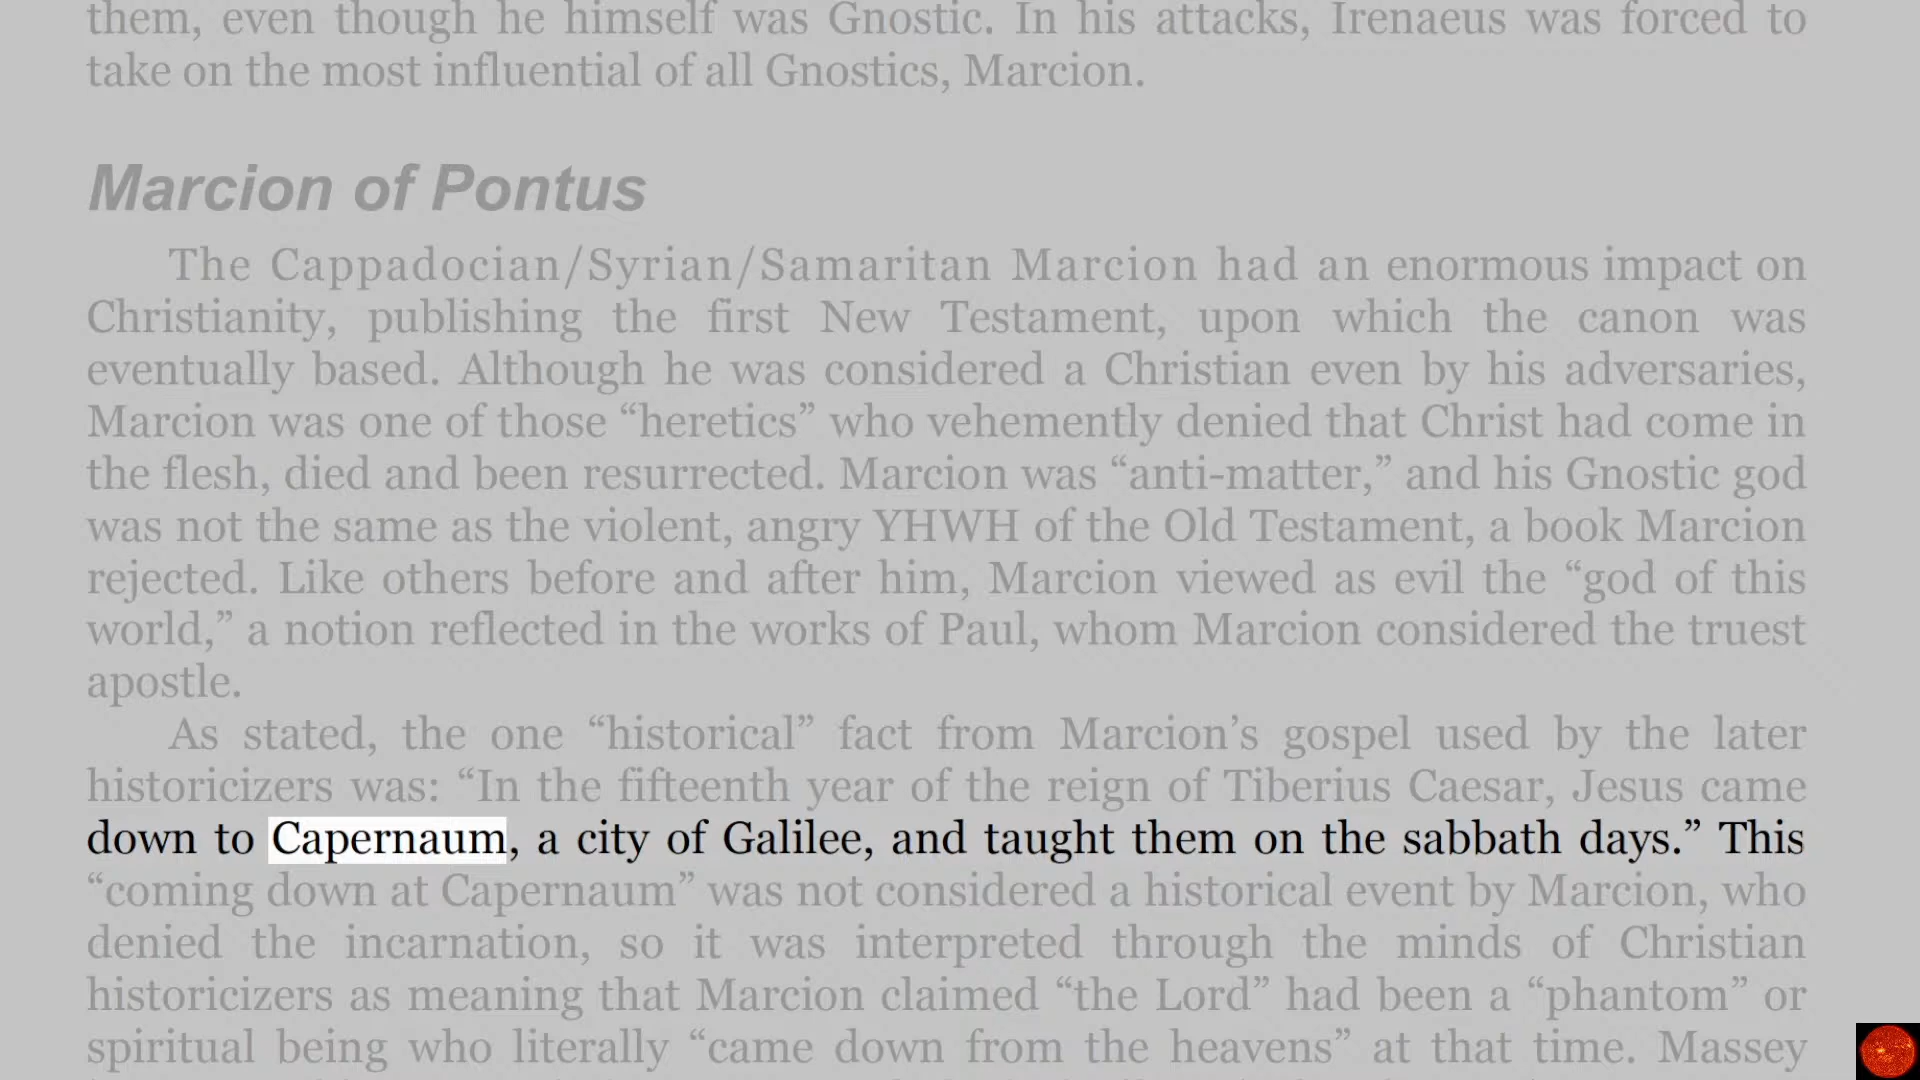 them, even though he himself was Gnostic. In his attacks, Irenaeus was forced to
take on the most influential of all Gnostics, Marcion.
Marcion of Pontus
The Cappadocian/Syrian/Samaritan Marcion had an enormous impact on
Christianity, publishing the first New Testament, upon which the canon was
eventually based. Although he was considered a Christian even by his adversaries,
Marcion was one of those “heretics” who vehemently denied that Christ had come in
the flesh, died and been resurrected. Marcion was “anti-matter,” and his Gnostic god
was not the same as the violent, angry YHWH of the Old Testament, a book Marcion
rejected. Like others before and after him, Marcion viewed as evil the “god of this
world,” a notion reflected in the works of Paul, whom Marcion considered the truest
apostle.
As stated, the one “historical” fact from Marcion’s gospel used by the later
historicizers was: “In the fifteenth year of the reign of Tiberius Caesar, Jesus came
down to Capernaum, a city of Galilee, and taught them on the sabbath days.” This
“coming down at Capernaum” was not considered a historical event by Marcion, who
denied the incarnation, so it was interpreted through the minds of Christian
historicizers as meaning that Marcion claimed “the Lord” had been a “phantom” or
spiritual being who literally “came down from the heavens” at that time. Massey